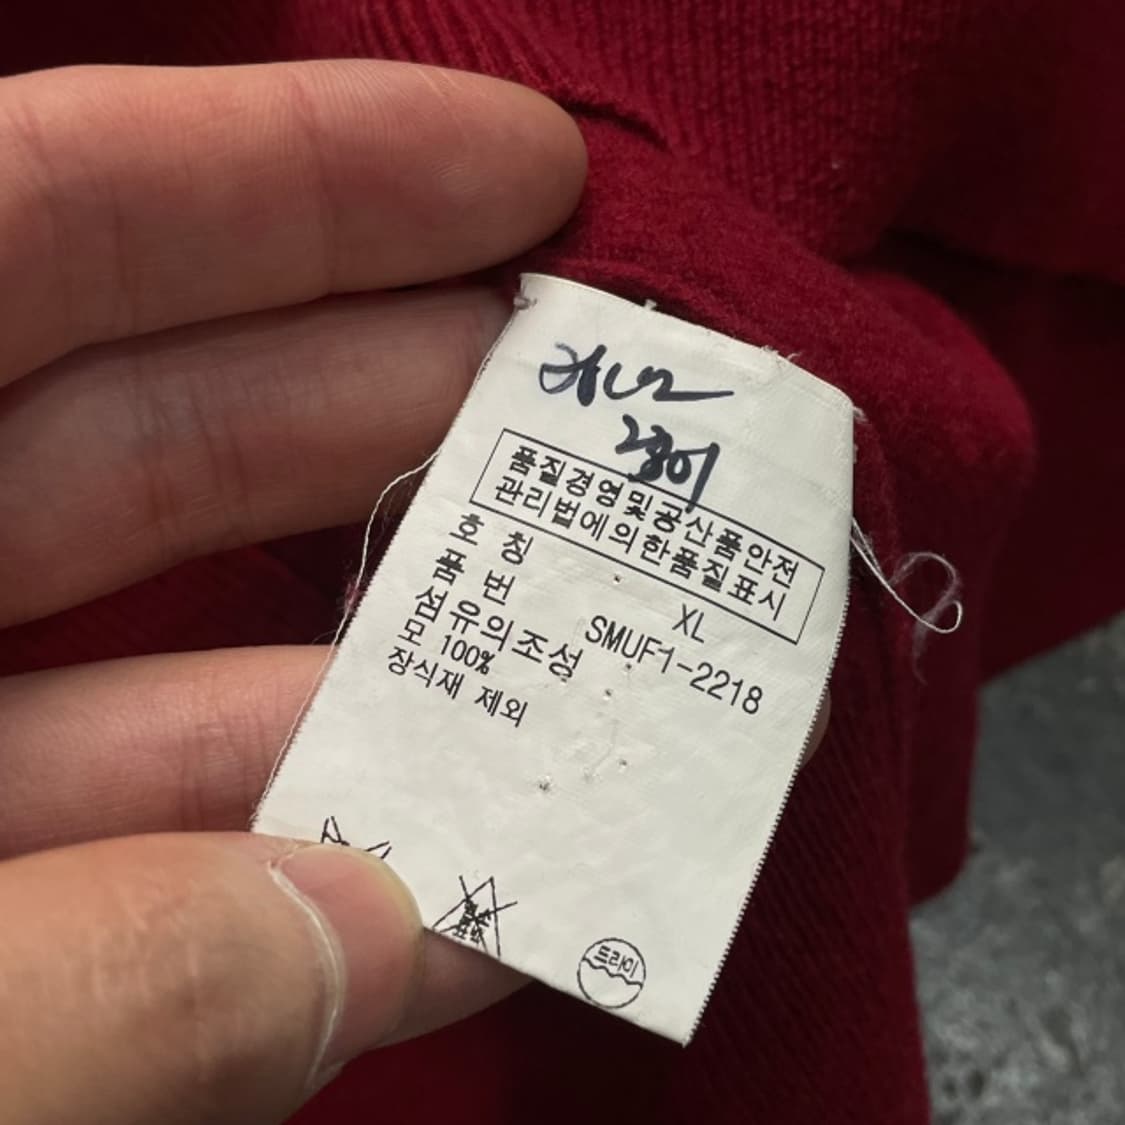 품질경영및공산품안전
관리법에의한품질표시
호 칭 XL
품 번 SMUF1-2218
섬유의조성
모 100%
장식재 제외
드라이